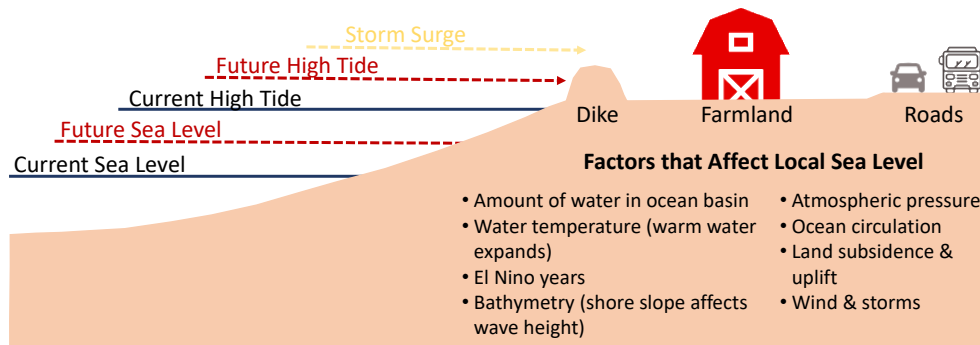 Storm Surge
Future High Tide
Current High Tide
Future Sea Level
Current Sea Level
Dike
Farmland
Roads
Factors that Affect Local Sea Level
• Amount of water in ocean basin
• Water temperature (warm water
expands)
• El Nino years
• Bathymetry (shore slope affects
wave height)
• Atmospheric pressure
• Ocean circulation
• Land subsidence &
uplift
• Wind & storms